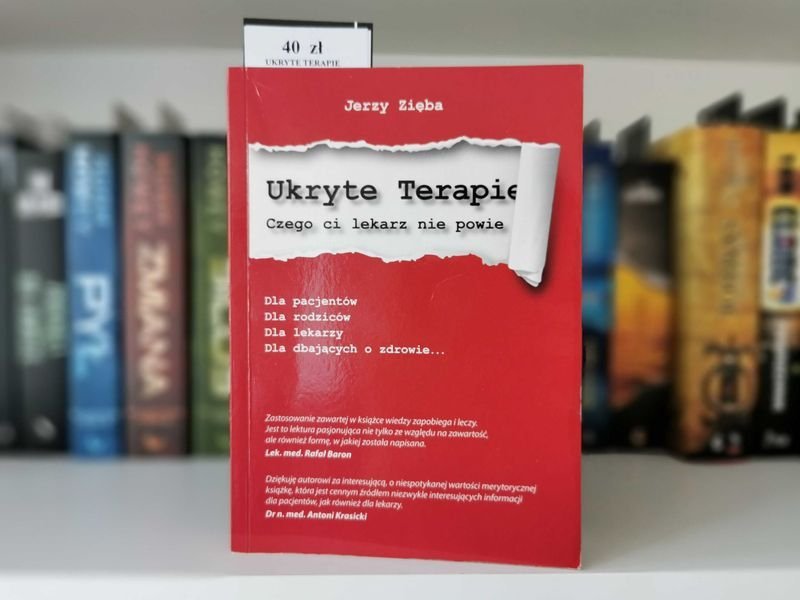 40 zł
UKRYTE TERAPIE
Jerzy Zięba
Ukryte Terapie
Czego ci lekarz nie powie
Dla pacjentów
Dla rodziców
Dla lekarzy
Dla dbających o zdrowie...
Zastosowanie zawartej w książce wiedzy zapobiega i leczy.
Jest to lektura pasjonująca nie tylko ze względu na zawartość,
ale również formę, w jakiej została napisana.
Lek. med. Rafał Baron
Dziękuję autorowi za interesującą, o niespotykanej wartości merytorycznej
książkę, która jest cennym źródłem niezwykle interesujących informacji
dla pacjentów, jak również dla lekarzy.
Dr n. med. Antoni Krasicki
PYŁ
ZMIANA